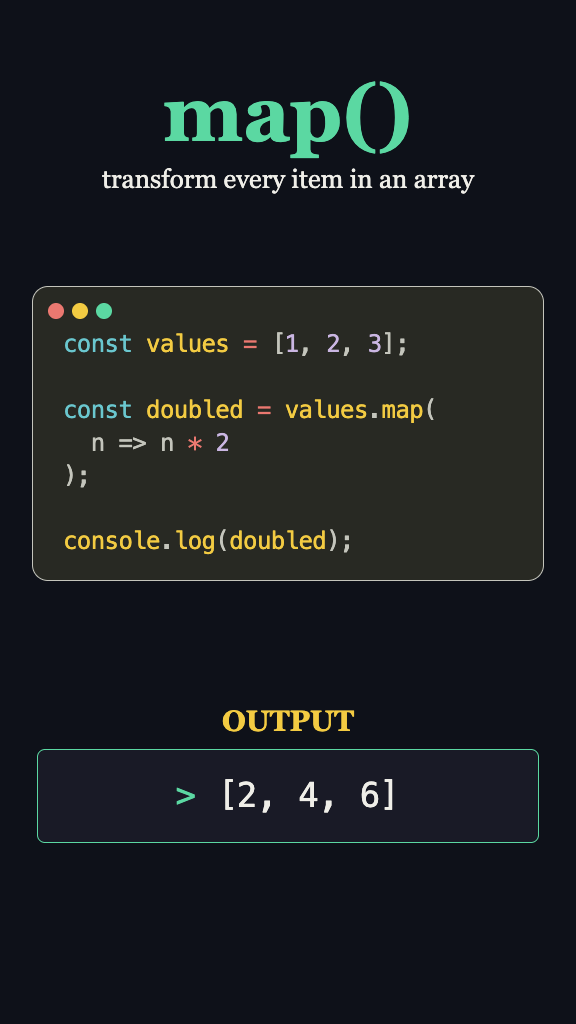 map()
transform every item in an array
const values = [1, 2, 3];
const doubled = values.map(
  n => n * 2
);
console.log(doubled);
OUTPUT
> [2, 4, 6]